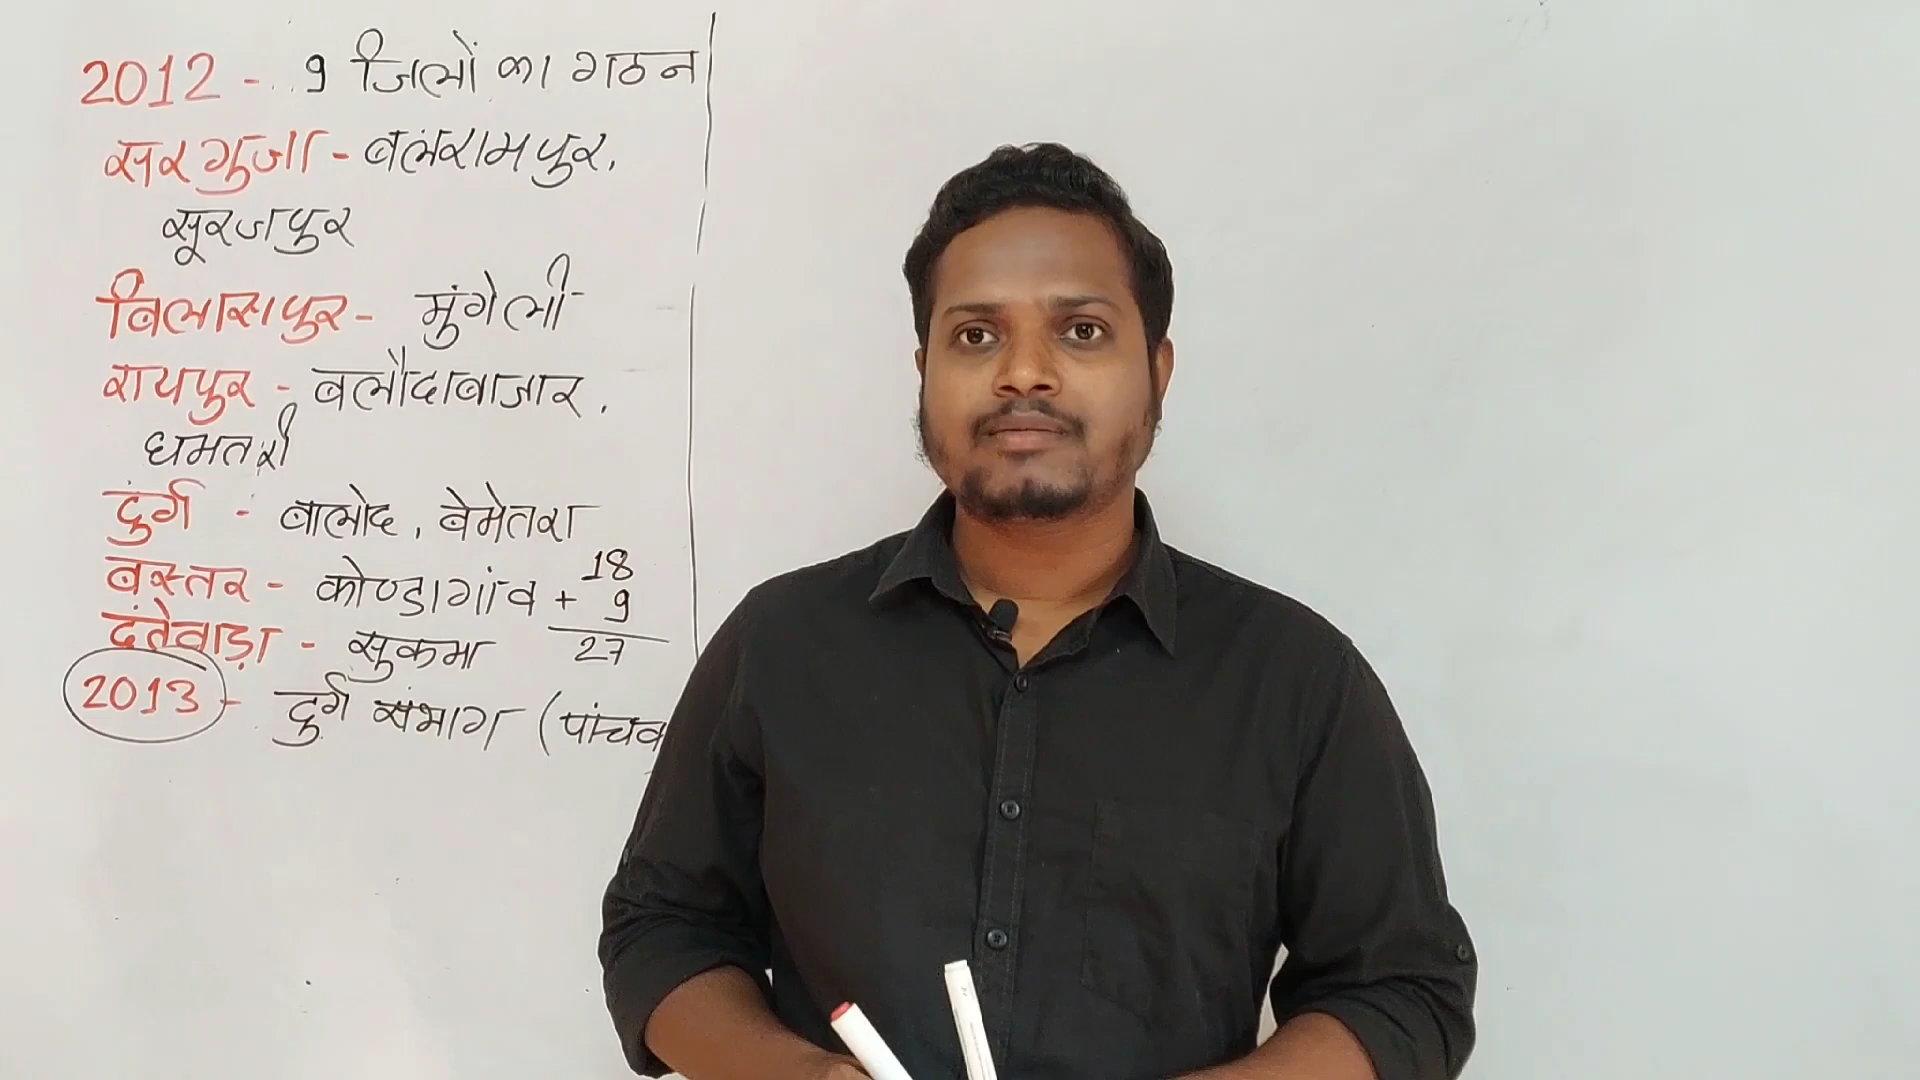 2012 - 9 जिलों का गठन
सरगुजा - बलरामपुर,
सूरजपुर
बिलासपुर - मुंगेली
रायपुर - बलौदाबाजार,
धमतरी
दुर्ग - बालोद, बेमेतरा
बस्तर - कोण्डागांव
दंतेवाड़ा - सुकमा
18
+ 9
27
2013 - दुर्ग संभाग (पांचव